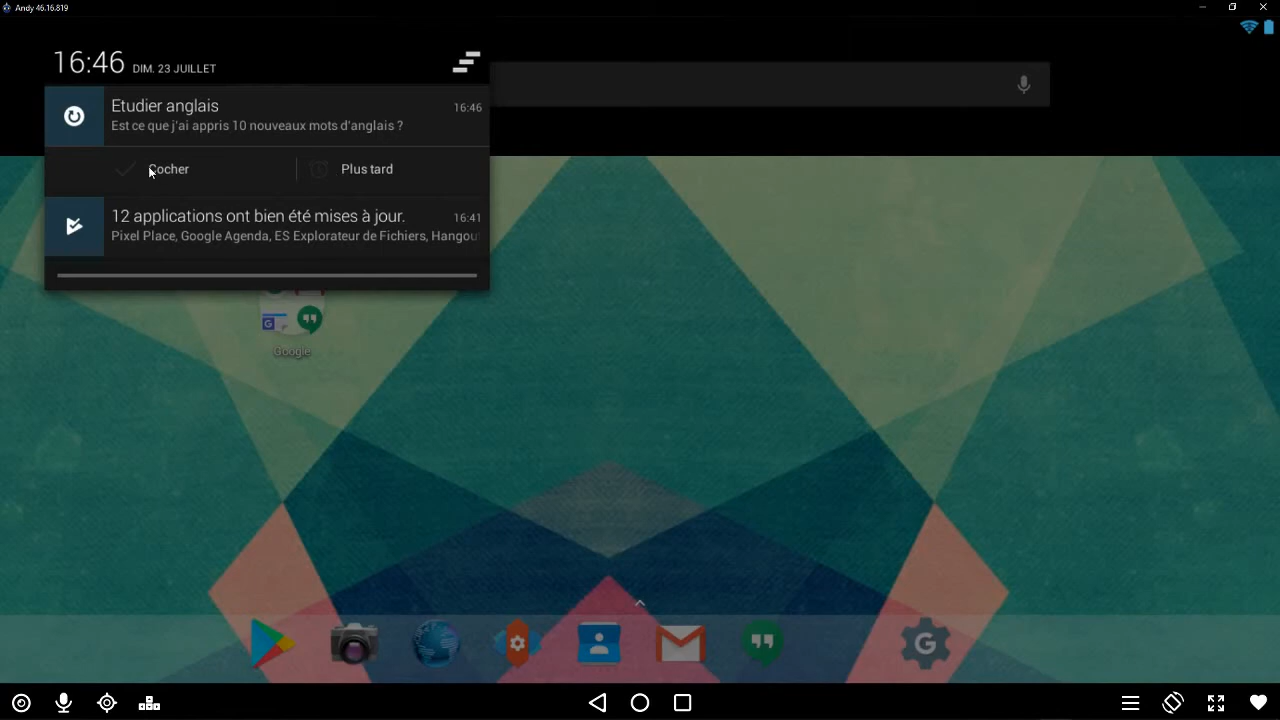 Andy 46.16.819
16:46 DIM. 23 JUILLET
Etudier anglais 16:46
Est ce que j'ai appris 10 nouveaux mots d'anglais ?
Cocher Plus tard
12 applications ont bien été mises à jour. 16:41
Pixel Place, Google Agenda, ES Explorateur de Fichiers, Hangou
Google